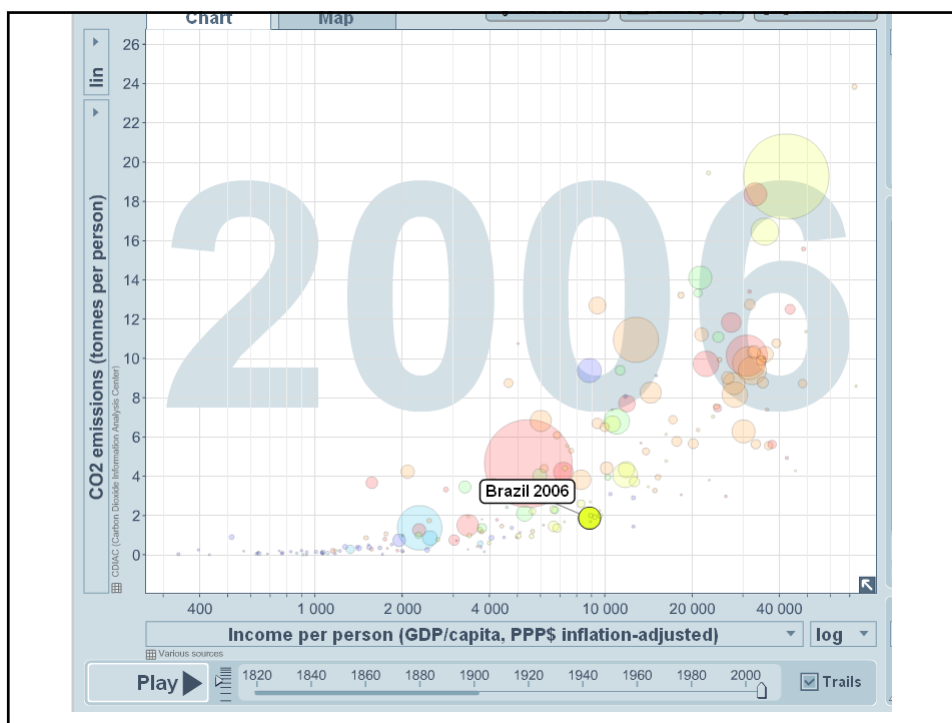 Chart Map
26
24
22
20
18
16
14
12
10
8
6
4
2
0
lin
CO2 emissions (tonnes per person)
CDIAC (Carbon Dioxide Information Analysis Center)
2006
Brazil 2006
400 1 000 2 000 4 000 10 000 20 000 40 000
Income per person (GDP/capita, PPP$ inflation-adjusted) log
Various sources
Play 1820 1840 1860 1880 1900 1920 1940 1960 1980 2000 Trails